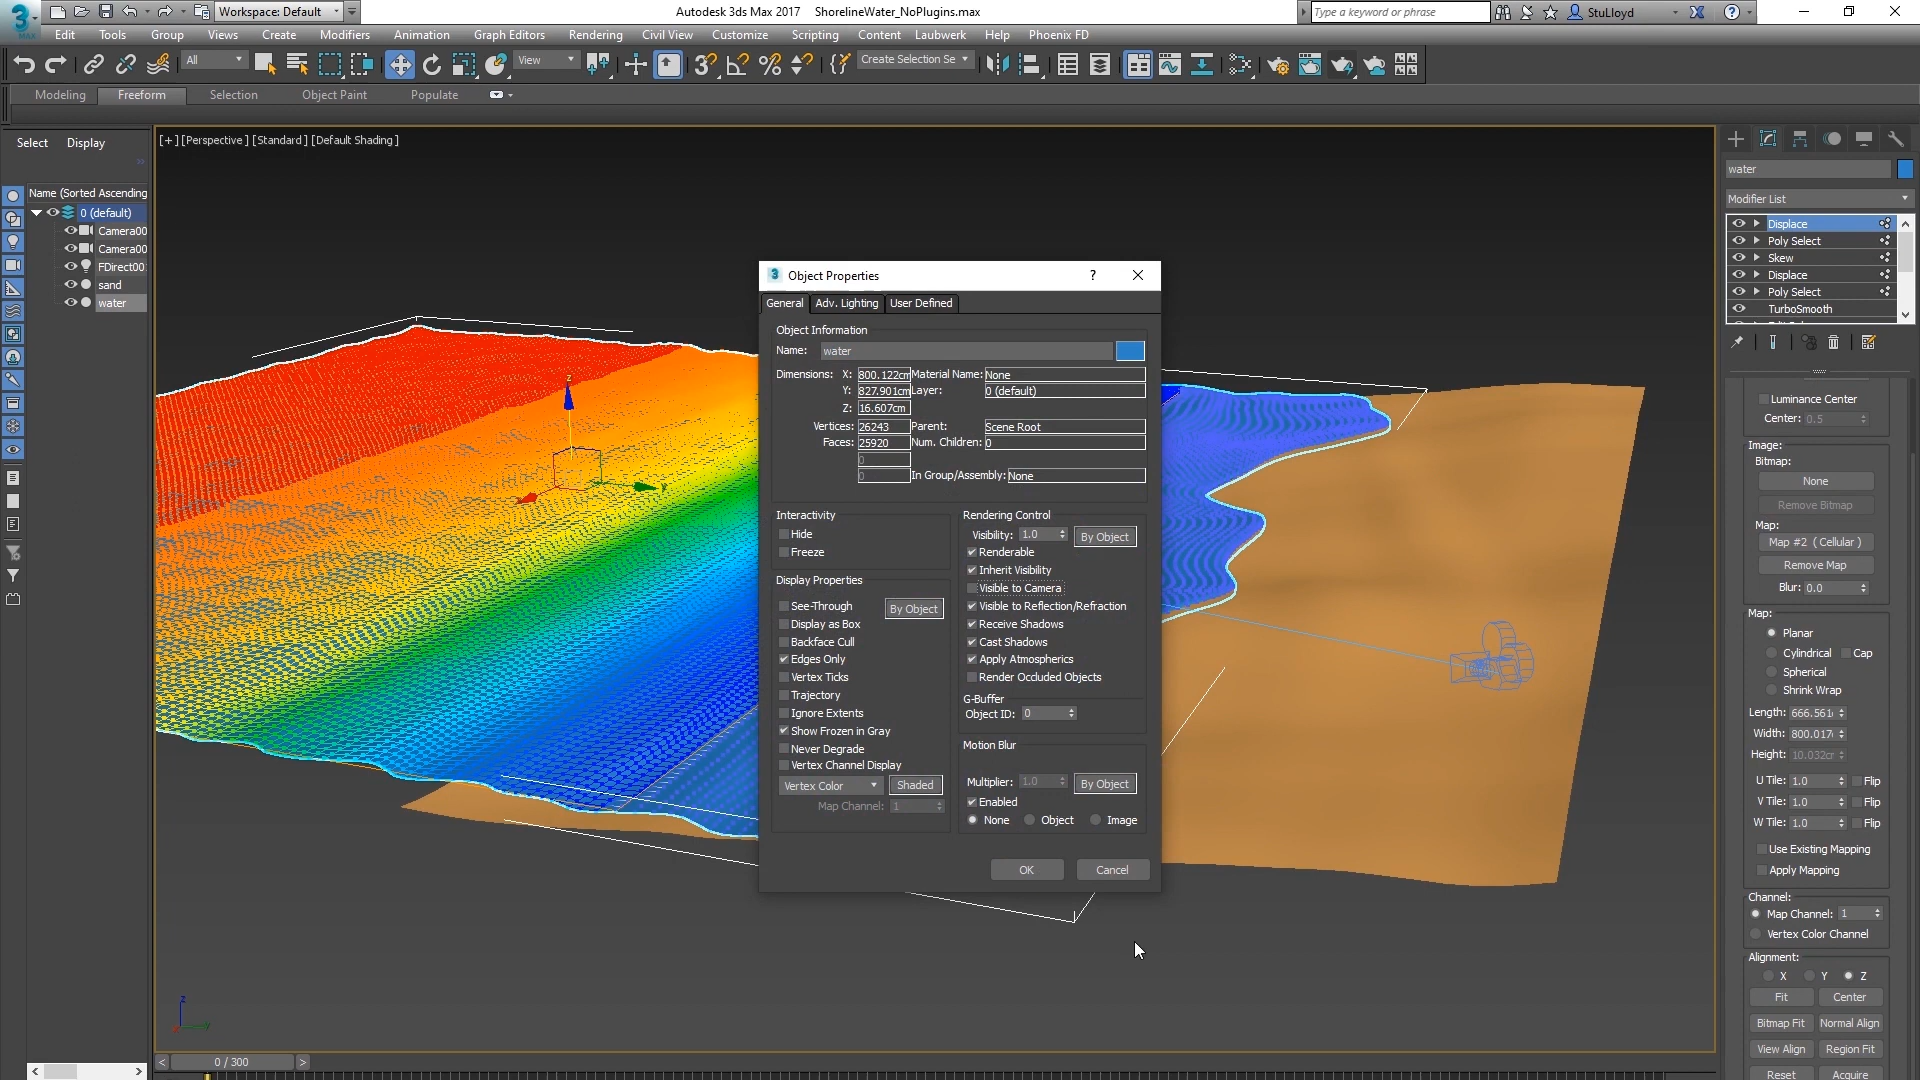 Workspace: Default
Autodesk 3ds Max 2017    ShorelineWater_NoPlugins.max
Type a keyword or phrase
StuLloyd
Edit Tools Group Views Create Modifiers Animation Graph Editors Rendering Civil View Customize Scripting Content Laubwerk Help Phoenix FD
All
View
Create Selection Se
Modeling Freeform Selection Object Paint Populate
Select Display
[+] [Perspective] [Standard] [Default Shading]
Name (Sorted Ascending
0 (default)
Camera00
Camera00
FDirect00
sand
water
Object Properties
General Adv. Lighting User Defined
Object Information
Name: water
Dimensions: X: 800.122cm Material Name: None
Y: 827.901cm Layer: 0 (default)
Z: 16.607cm
Vertices: 26243 Parent: Scene Root
Faces: 25920 Num. Children: 0
0
0 In Group/Assembly: None
Interactivity
Hide
Freeze
Display Properties
See-Through By Object
Display as Box
Backface Cull
Edges Only
Vertex Ticks
Trajectory
Ignore Extents
Show Frozen in Gray
Never Degrade
Vertex Channel Display
Vertex Color Shaded
Map Channel: 1
Rendering Control
Visibility: 1.0 By Object
Renderable
Inherit Visibility
Visible to Camera
Visible to Reflection/Refraction
Receive Shadows
Cast Shadows
Apply Atmospherics
Render Occluded Objects
G-Buffer
Object ID: 0
Motion Blur
Multiplier: 1.0 By Object
Enabled
None Object Image
OK Cancel
water
Modifier List
Displace
Poly Select
Skew
Displace
Poly Select
TurboSmooth
Luminance Center
Center: 0.5
Image:
Bitmap:
None
Remove Bitmap
Map:
Map #2 ( Cellular )
Remove Map
Blur: 0.0
Map:
Planar
Cylindrical Cap
Spherical
Shrink Wrap
Length: 666.561
Width: 800.017
Height: 10.032cm
U Tile: 1.0 Flip
V Tile: 1.0 Flip
W Tile: 1.0 Flip
Use Existing Mapping
Apply Mapping
Channel:
Map Channel: 1
Vertex Color Channel
Alignment:
X Y Z
Fit Center
Bitmap Fit Normal Align
View Align Region Fit
Reset Acquire
0 / 300